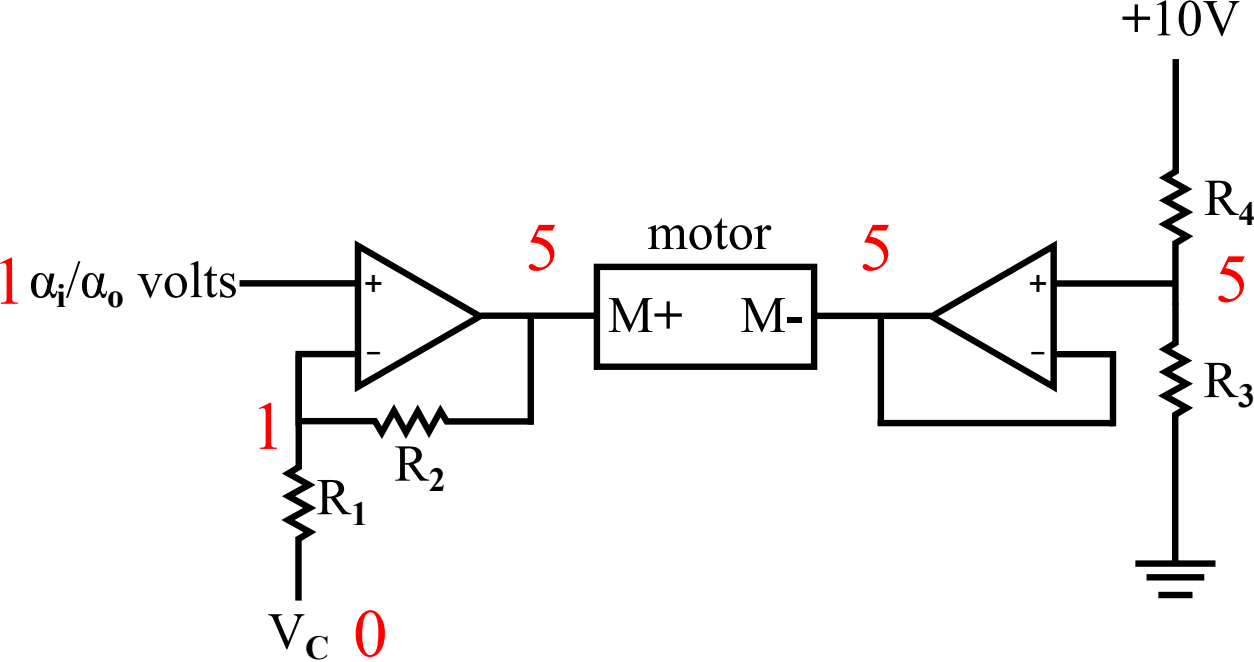 +10V
R4
5
motor
5
5
1 αi/αo volts
+
-
M+ M-
+
-
R3
1
R2
R1
VC 0